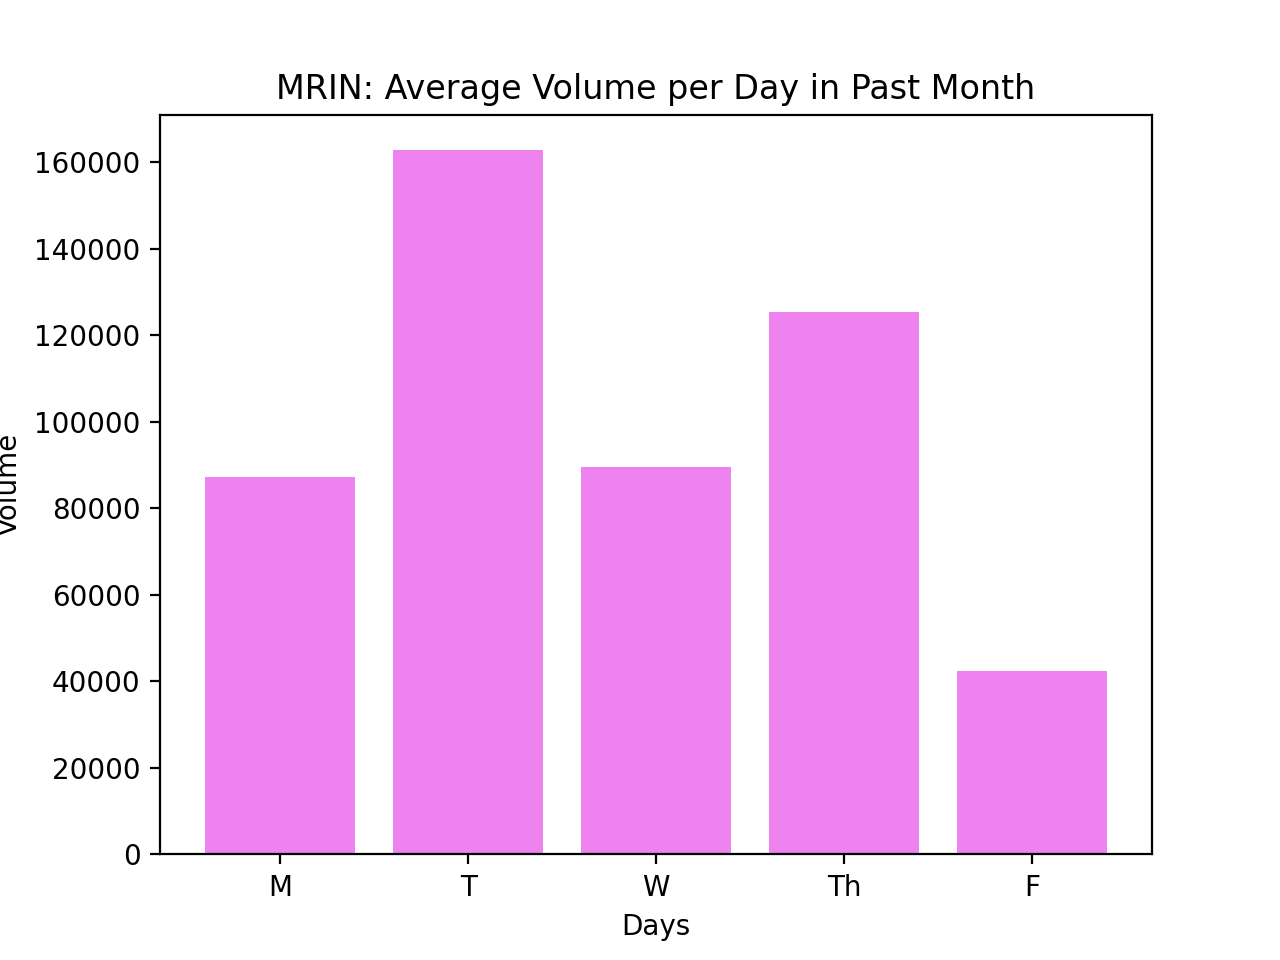 MRIN: Average Volume per Day in Past Month
160000
140000
120000
100000
80000
60000
40000
20000
0
Volume
M T W Th F
Days